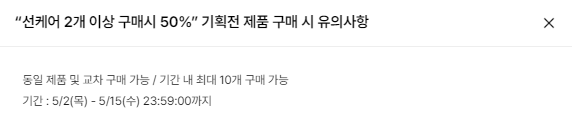 “선케어 2개 이상 구매시 50%” 기획전 제품 구매 시 유의사항
동일 제품 및 교차 구매 가능 / 기간 내 최대 10개 구매 가능
기간 : 5/2(목) - 5/15(수) 23:59:00까지